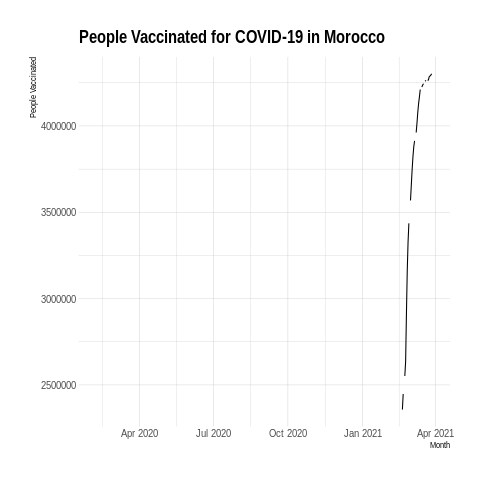 People Vaccinated for COVID-19 in Morocco
People Vaccinated
4000000
3500000
3000000
2500000
Apr 2020 Jul 2020 Oct 2020 Jan 2021 Apr 2021
Month